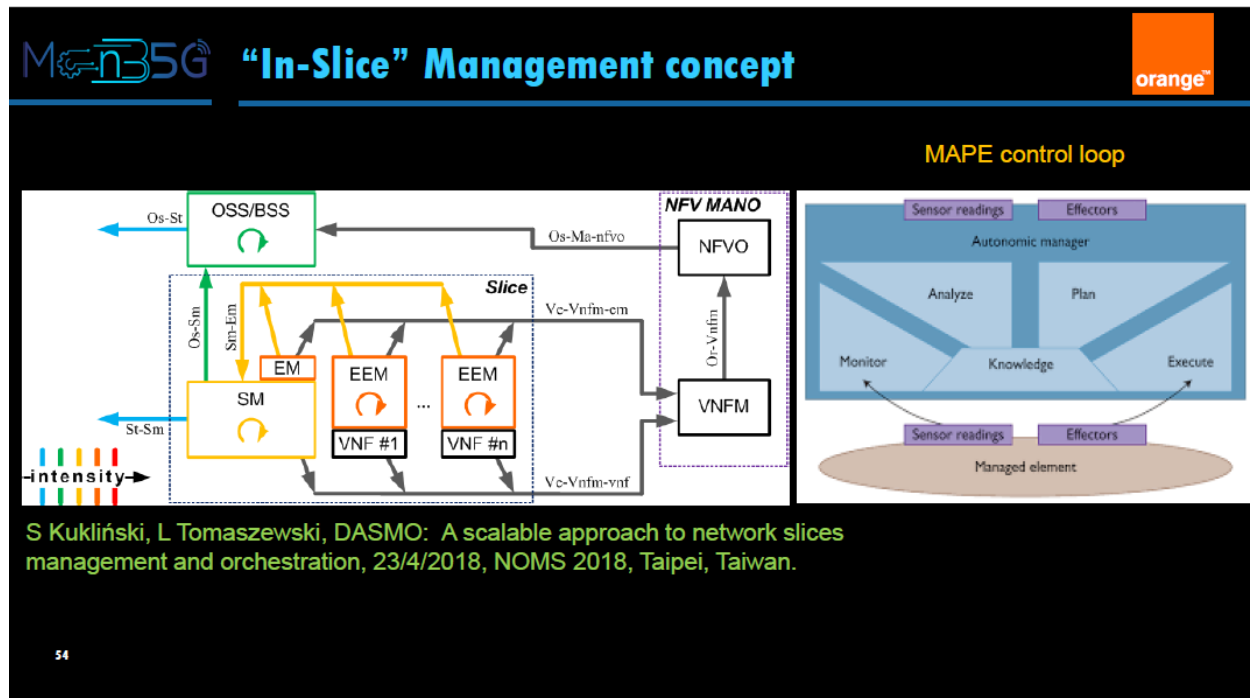 MonB5G
“In-Slice” Management concept
orange™
MAPE control loop
OSS/BSS
Os-St
NFV MANO
NFVO
Os-Ma-nfvo
Slice
Os-Sm
Sm-Em
Ve-Vnfm-em
Or-Vnfm
EM
EEM
EEM
SM
...
VNFM
St-Sm
VNF #1
VNF #n
intensity
Ve-Vnfm-vnf
Sensor readings
Effectors
Autonomic manager
Analyze
Plan
Monitor
Knowledge
Execute
Sensor readings
Effectors
Managed element
S Kukliński, L Tomaszewski, DASMO: A scalable approach to network slices
management and orchestration, 23/4/2018, NOMS 2018, Taipei, Taiwan.
54